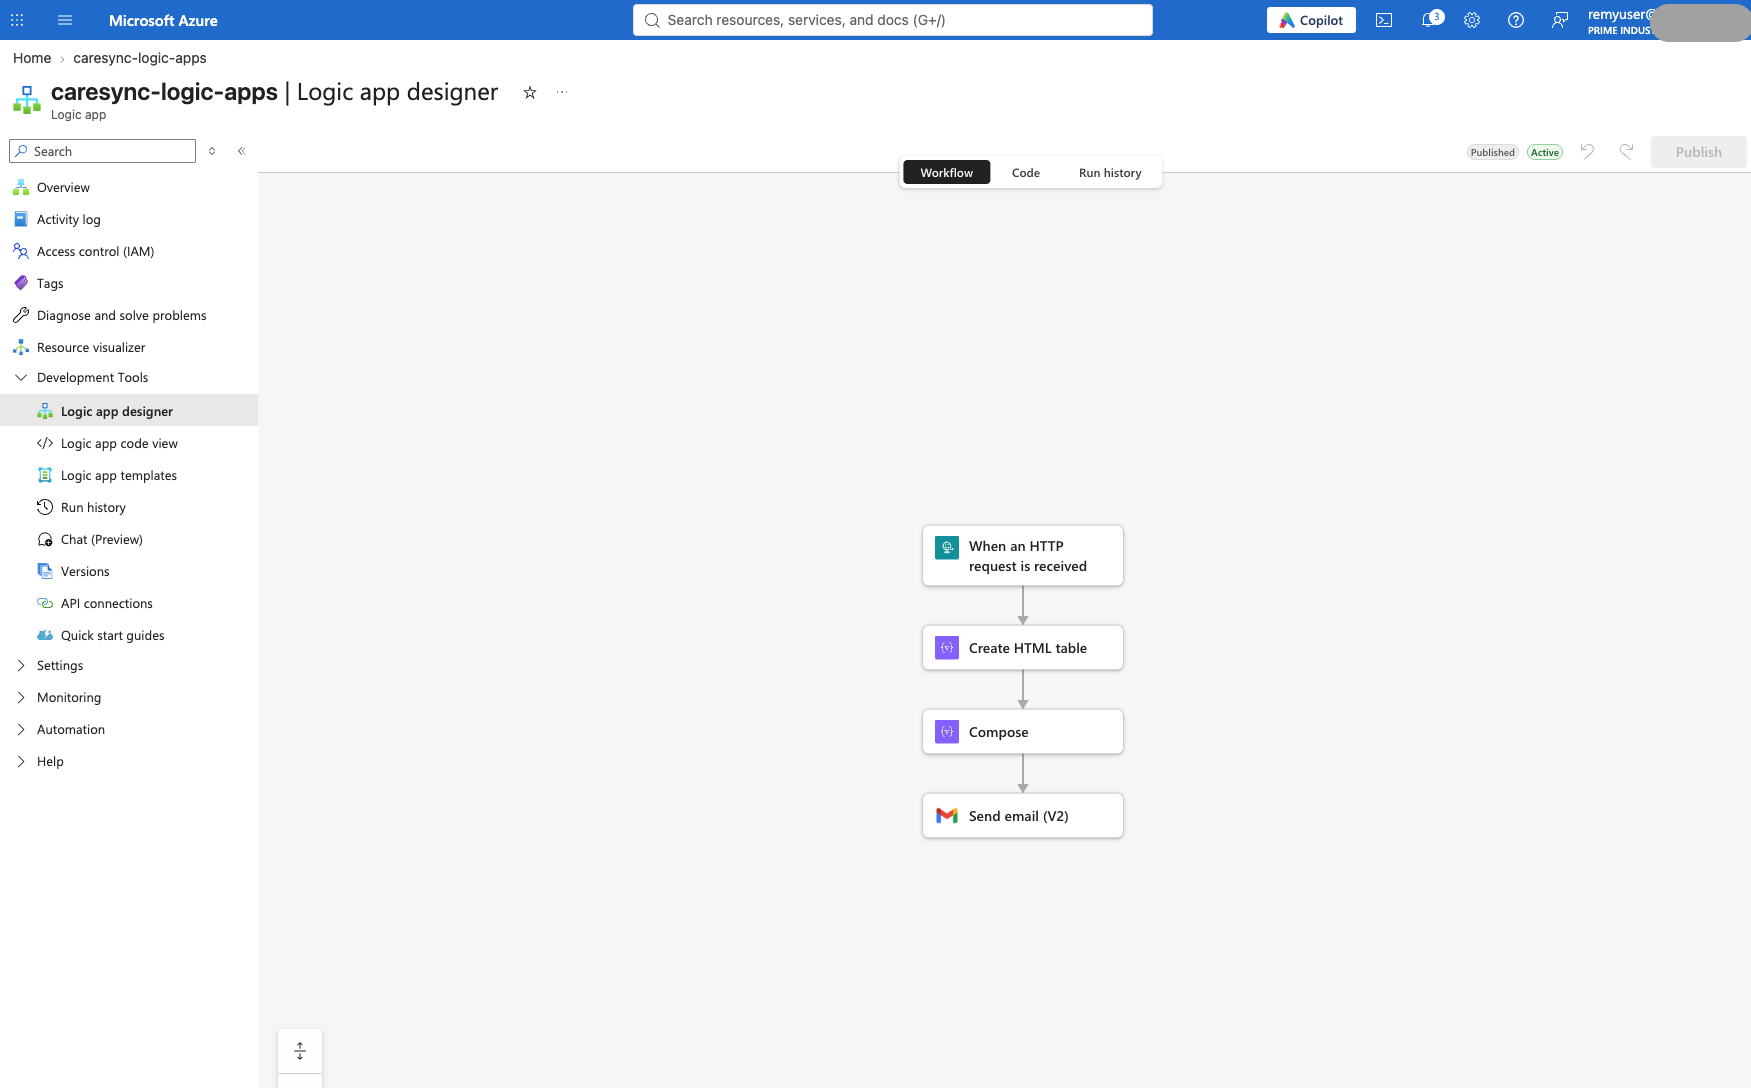 Microsoft Azure
Search resources, services, and docs (G+/)
Copilot
3
remyuser@
PRIME INDUS
Home › caresync-logic-apps
caresync-logic-apps | Logic app designer
Logic app
Search
Published
Active
Publish
Workflow
Code
Run history
Overview
Activity log
Access control (IAM)
Tags
Diagnose and solve problems
Resource visualizer
Development Tools
Logic app designer
Logic app code view
Logic app templates
Run history
Chat (Preview)
Versions
API connections
Quick start guides
Settings
Monitoring
Automation
Help
When an HTTP
request is received
Create HTML table
Compose
Send email (V2)